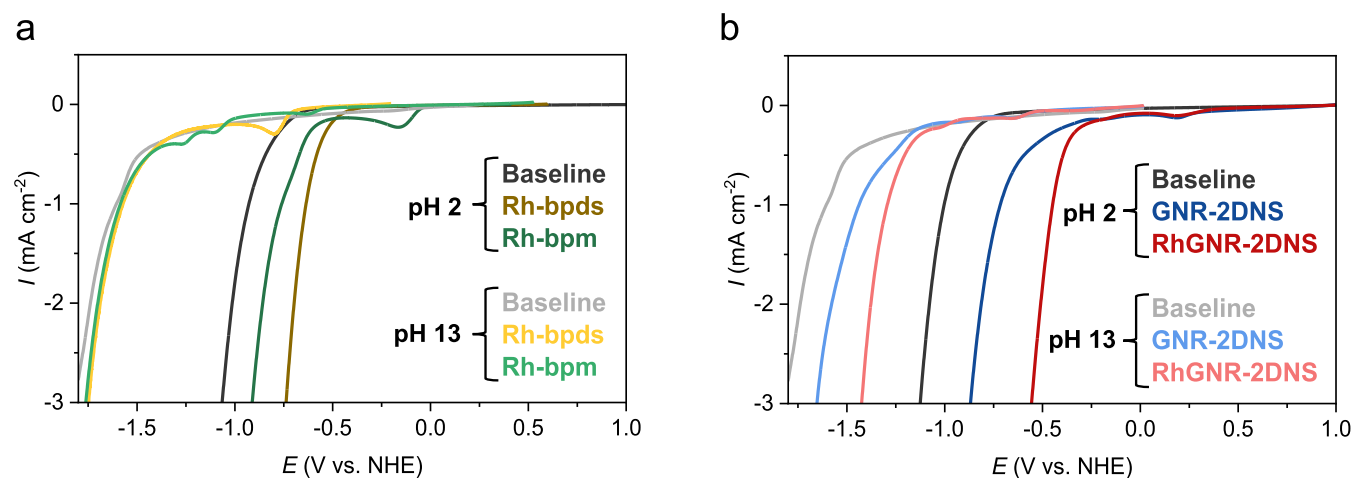 a
0
-1
-2
-3
I (mA cm-2)
pH 2
Baseline
Rh-bpds
Rh-bpm
pH 13
Baseline
Rh-bpds
Rh-bpm
-1.5 -1.0 -0.5 0.0 0.5 1.0
E (V vs. NHE)
b
0
-1
-2
-3
I (mA cm-2)
pH 2
Baseline
GNR-2DNS
RhGNR-2DNS
pH 13
Baseline
GNR-2DNS
RhGNR-2DNS
-1.5 -1.0 -0.5 0.0 0.5 1.0
E (V vs. NHE)